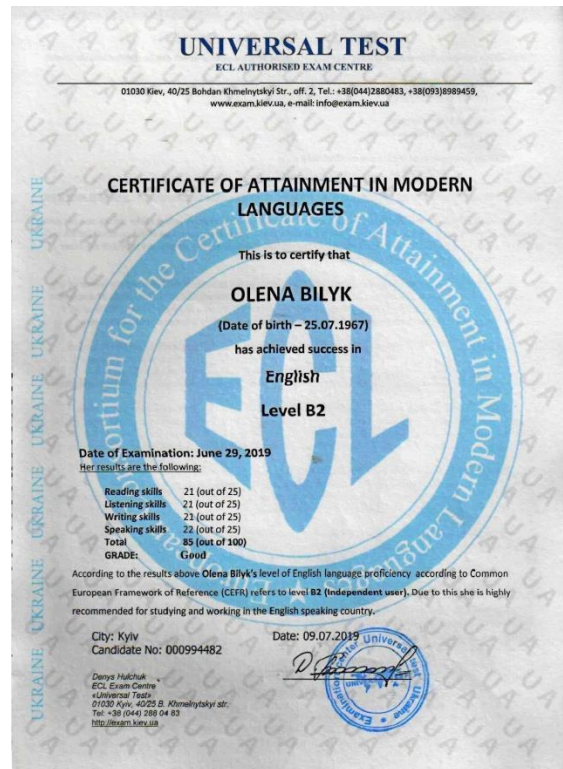 UNIVERSAL TEST
ECL AUTHORISED EXAM CENTRE
01030 Kiev, 40/25 Bohdan Khmelnytskyi Str., off. 2, Tel.: +38(044)2880483, +38(093)8989459,
www.exam.kiev.ua, e-mail: info@exam.kiev.ua
CERTIFICATE OF ATTAINMENT IN MODERN
LANGUAGES
This is to certify that
OLENA BILYK
(Date of birth – 25.07.1967)
has achieved success in
English
Level B2
Date of Examination: June 29, 2019
Her results are the following:
Reading skills 21 (out of 25)
Listening skills 21 (out of 25)
Writing skills 21 (out of 25)
Speaking skills 22 (out of 25)
Total 85 (out of 100)
GRADE: Good
According to the results above Olena Bilyk's level of English language proficiency according to Common
European Framework of Reference (CEFR) refers to level B2 (Independent user). Due to this she is highly
recommended for studying and working in the English speaking country.
City: Kyiv Date: 09.07.2019
Candidate No: 000994482
Denys Hulchuk
ECL Exam Centre
«Universal Test»
01030 Kyiv, 40/25 B. Khmelnytskyi str.
Tel: +38 (044) 288 04 83
http://exam.kiev.ua
ECL
UKRAINE UKRAINE UKRAINE UKRAINE UKRAINE UKRAINE UKRAINE